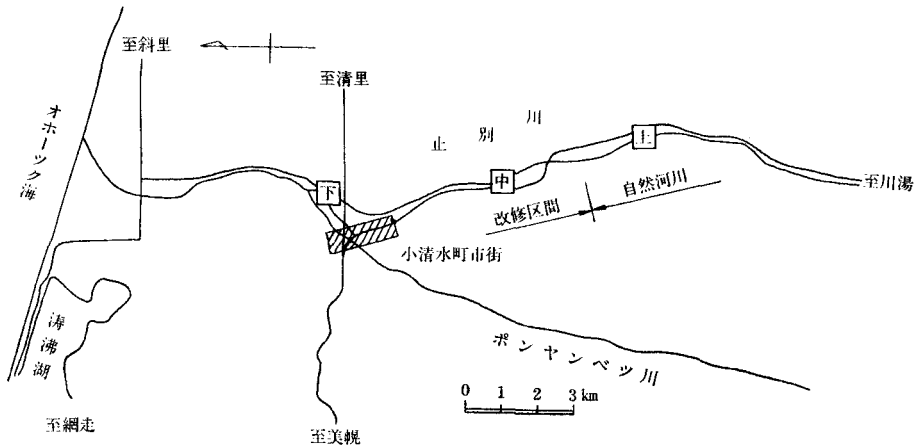 至斜里
至清里
オホーツク海
止別川
上
中
下
至川湯
自然河川
改修区間
小清水町市街
濤沸湖
ポンヤンベツ川
0 1 2 3 km
至網走
至美幌